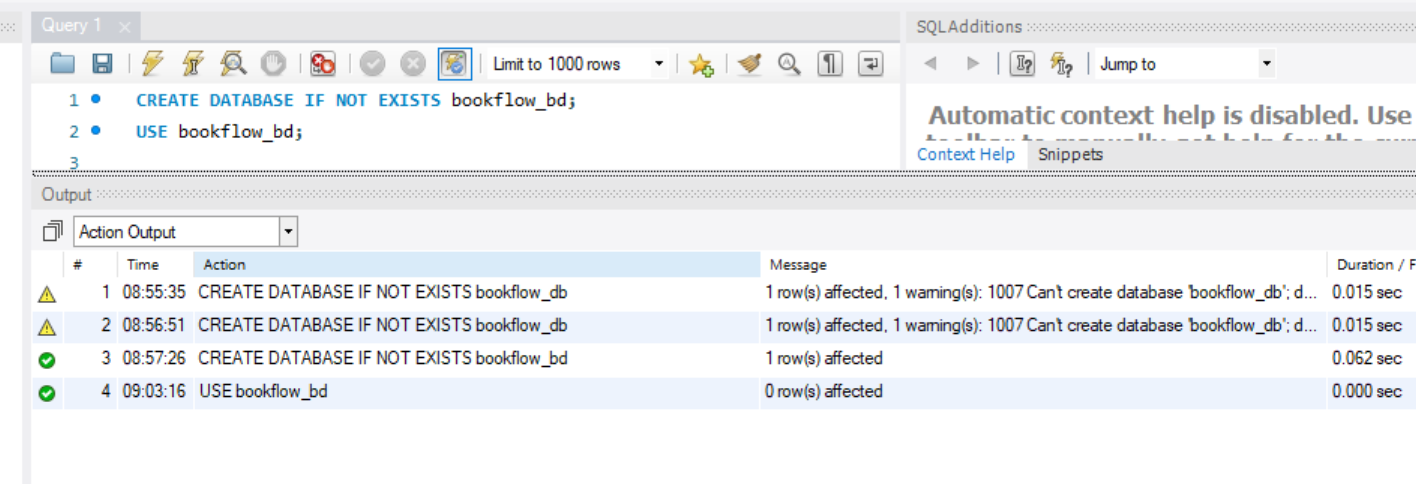 Query 1
SQLAdditions
Limit to 1000 rows
Jump to
1 CREATE DATABASE IF NOT EXISTS bookflow_bd;
2 USE bookflow_bd;
3
Automatic context help is disabled. Use
Context Help Snippets
Output
Action Output
# Time Action Message Duration / F
1 08:55:35 CREATE DATABASE IF NOT EXISTS bookflow_db 1 row(s) affected, 1 warning(s): 1007 Can't create database 'bookflow_db'; d... 0.015 sec
2 08:56:51 CREATE DATABASE IF NOT EXISTS bookflow_db 1 row(s) affected, 1 warning(s): 1007 Can't create database 'bookflow_db'; d... 0.015 sec
3 08:57:26 CREATE DATABASE IF NOT EXISTS bookflow_bd 1 row(s) affected 0.062 sec
4 09:03:16 USE bookflow_bd 0 row(s) affected 0.000 sec